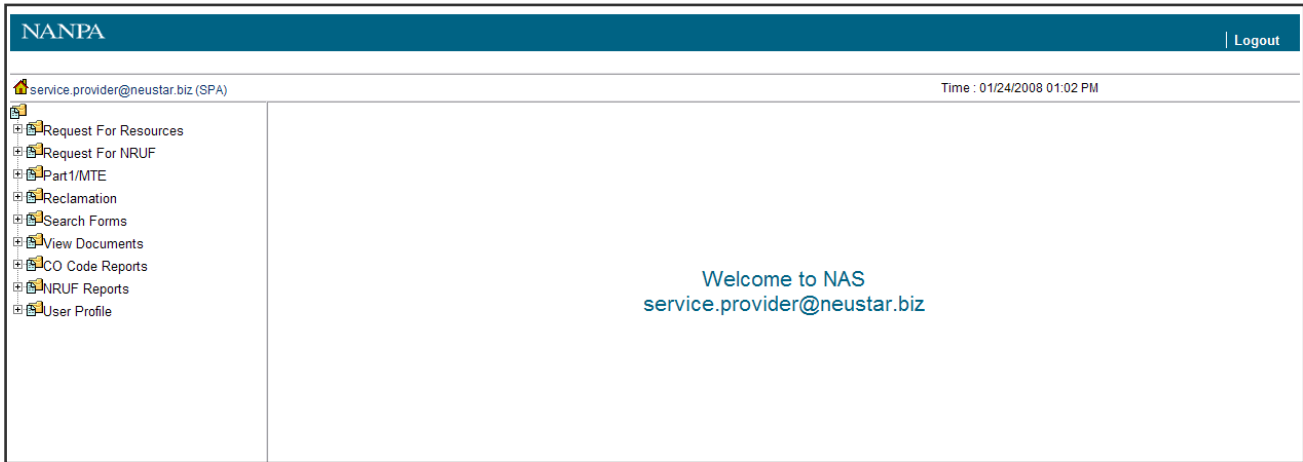 NANPA
Logout
service.provider@neustar.biz (SPA)
Time : 01/24/2008 01:02 PM
Request For Resources
Request For NRUF
Part1/MTE
Reclamation
Search Forms
View Documents
CO Code Reports
NRUF Reports
User Profile
Welcome to NAS
service.provider@neustar.biz